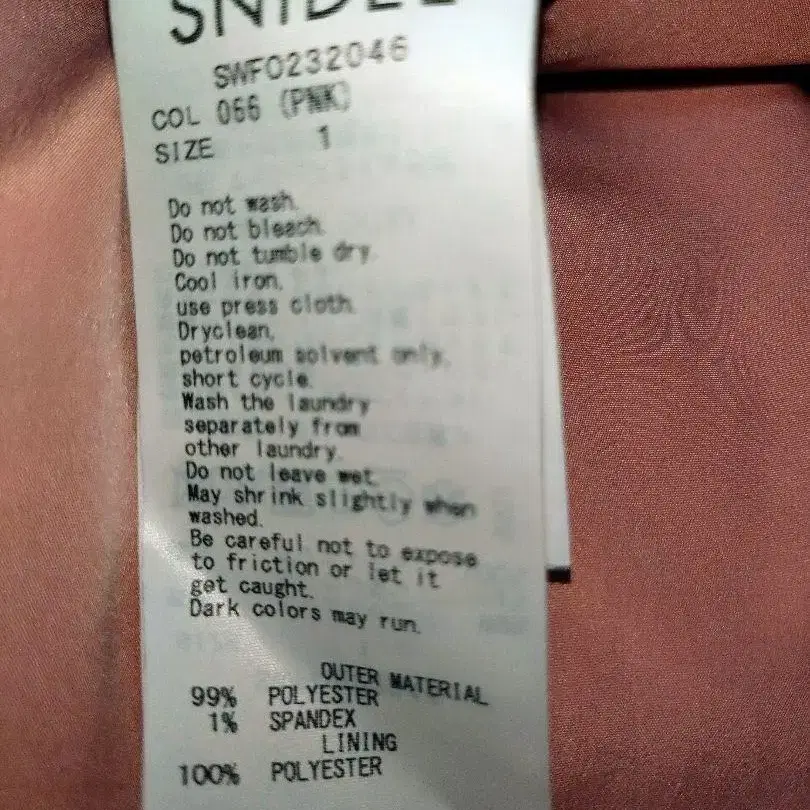 SNIDEL
SWFO232046
COL 066 (PNK)
SIZE 1
Do not wash.
Do not bleach.
Do not tumble dry.
Cool iron.
use press cloth.
Dryclean,
petroleum solvent only,
short cycle.
Wash the laundry
separately from
other laundry.
Do not leave wet.
May shrink slightly when
washed.
Be careful not to expose
to friction or let it
get caught.
Dark colors may run.
OUTER MATERIAL
99% POLYESTER
1% SPANDEX
LINING
100% POLYESTER